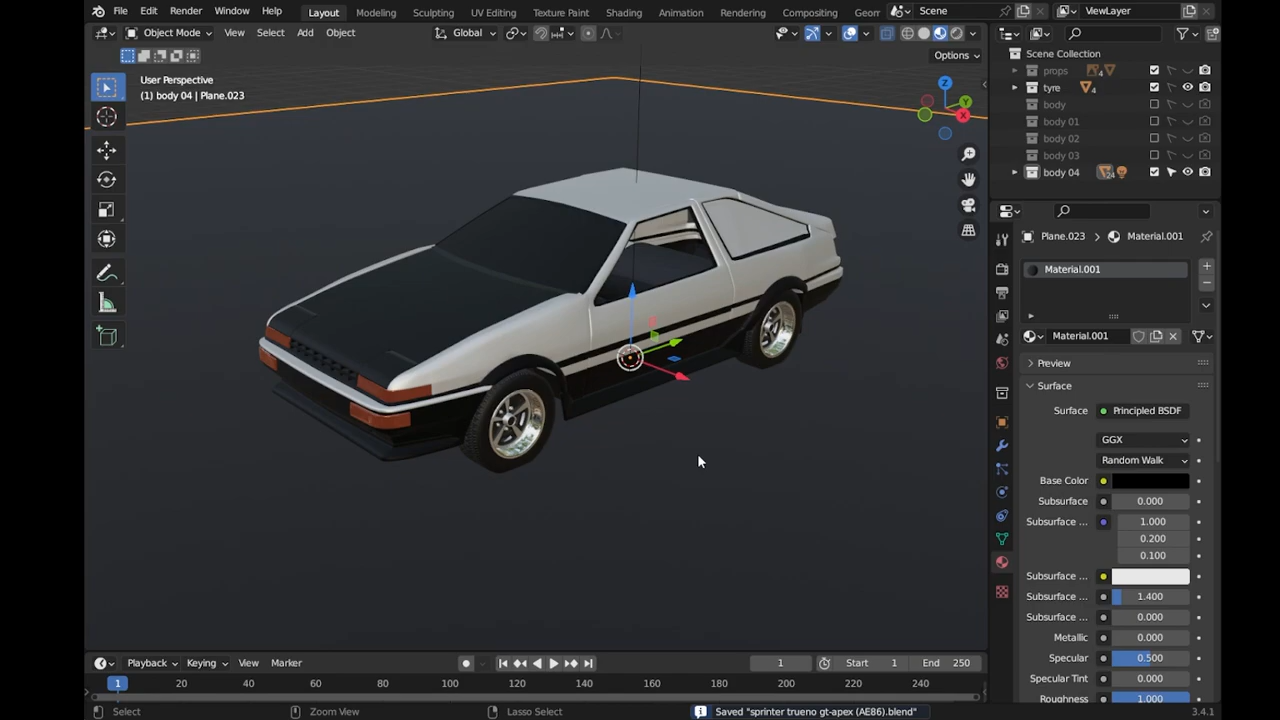 File Edit Render Window Help Layout Modeling Sculpting UV Editing Texture Paint Shading Animation Rendering Compositing Geom Scene ViewLayer
Object Mode View Select Add Object Global
Options
User Perspective
(1) body 04 | Plane.023
Z
Y
X
Scene Collection
props 4
tyre 4
body
body 01
body 02
body 03
body 04 24
Plane.023 > Material.001
Material.001
Material.001
Preview
Surface
Surface Principled BSDF
GGX
Random Walk
Base Color
Subsurface 0.000
Subsurface ... 1.000
0.200
0.100
Subsurface ...
Subsurface ... 1.400
Subsurface ... 0.000
Metallic 0.000
Specular 0.500
Specular Tint 0.000
Roughness 1.000
Playback Keying View Marker 1 Start 1 End 250
1 20 40 60 80 100 120 140 160 180 200 220 240
Select Zoom View Lasso Select Saved "sprinter trueno gt-apex (AE86).blend" 3.4.1